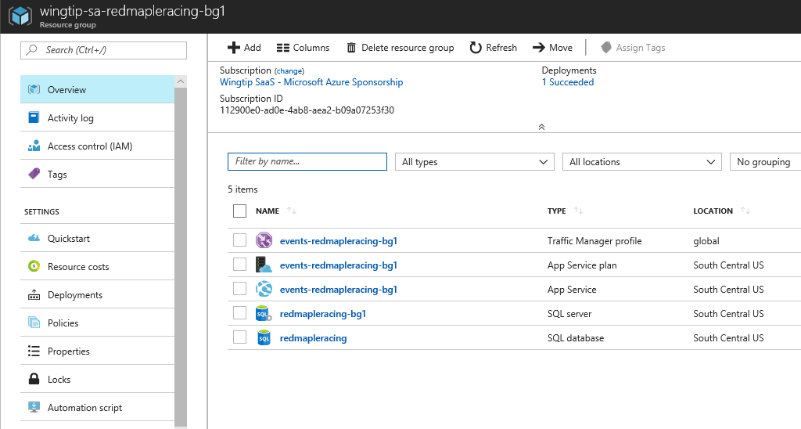 wingtip-sa-redmapleracing-bg1
Resource group
Search (Ctrl+/)
Overview
Activity log
Access control (IAM)
Tags
SETTINGS
Quickstart
Resource costs
Deployments
Policies
Properties
Locks
Automation script
Add Columns Delete resource group Refresh Move Assign Tags
Subscription (change) Deployments
Wingtip SaaS - Microsoft Azure Sponsorship 1 Succeeded
Subscription ID
112900e0-ad0e-4ab8-aea2-b09a07253f30
Filter by name... All types All locations No grouping
5 items
NAME TYPE LOCATION
events-redmapleracing-bg1 Traffic Manager profile global
events-redmapleracing-bg1 App Service plan South Central US
events-redmapleracing-bg1 App Service South Central US
SQL redmapleracing-bg1 SQL server South Central US
SQL redmapleracing SQL database South Central US